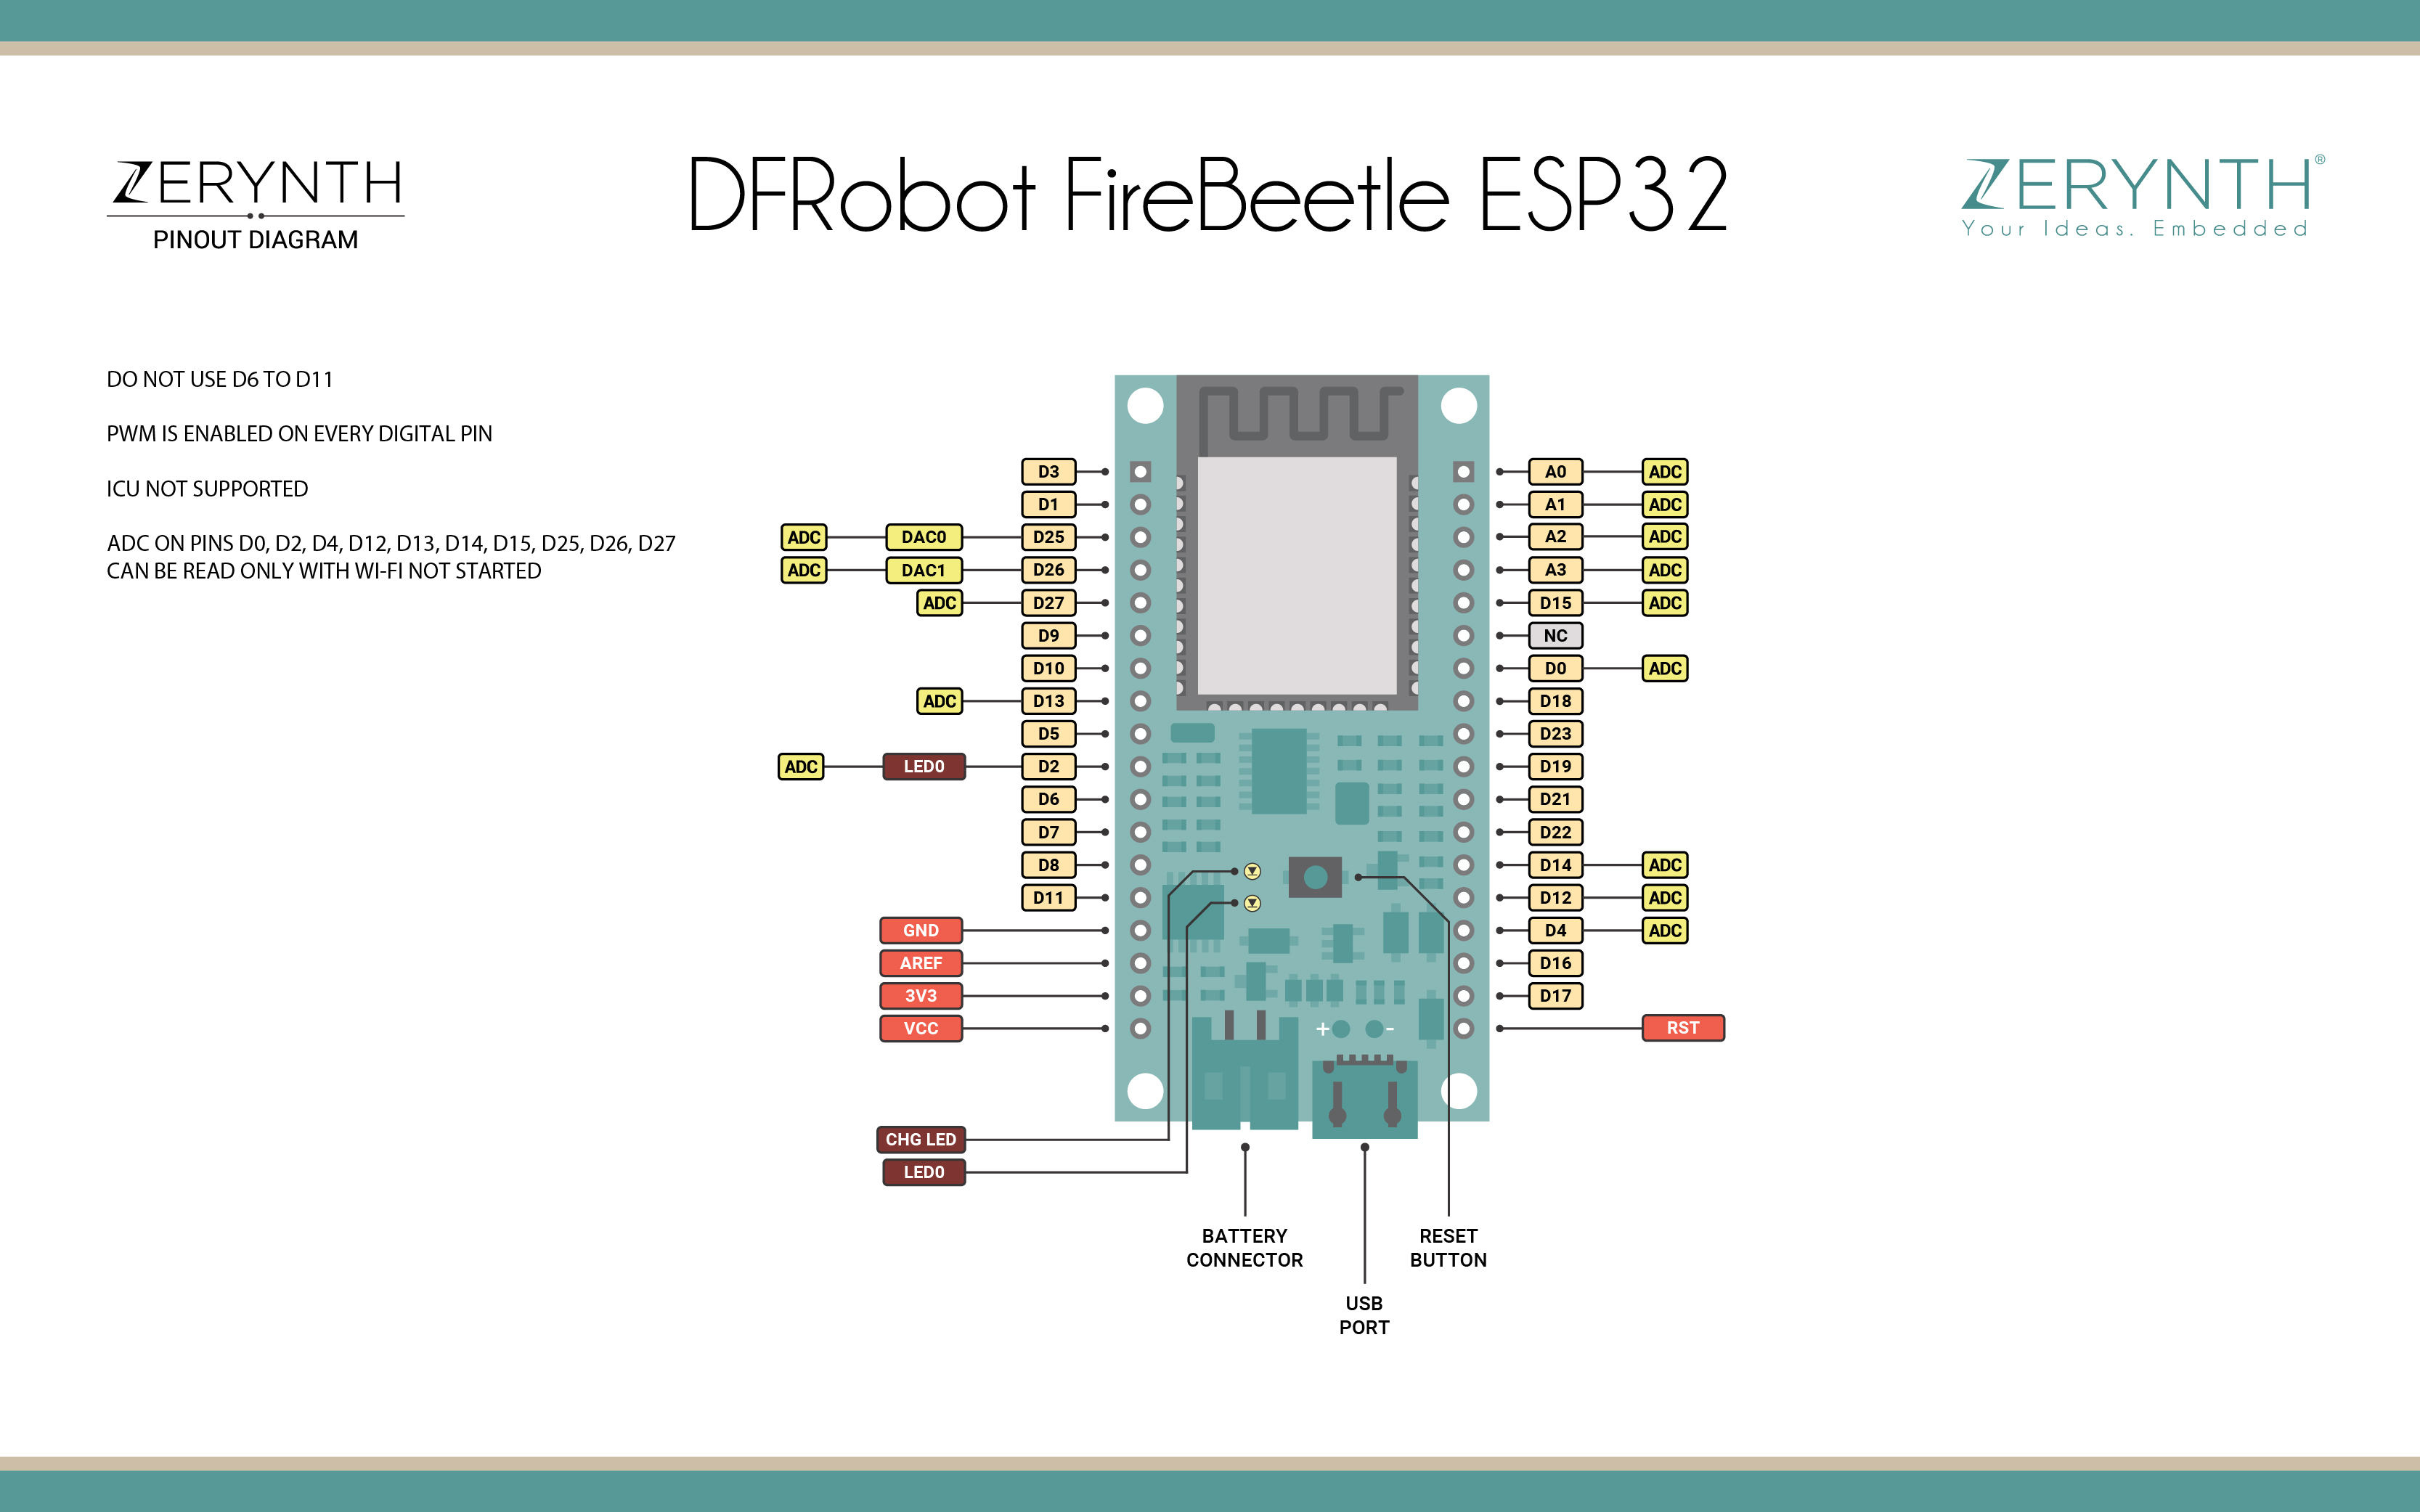 ZERYNTH
PINOUT DIAGRAM
DFRobot FireBeetle ESP32
ZERYNTH®
Your Ideas. Embedded
DO NOT USE D6 TO D11
PWM IS ENABLED ON EVERY DIGITAL PIN
ICU NOT SUPPORTED
ADC ON PINS D0, D2, D4, D12, D13, D14, D15, D25, D26, D27
CAN BE READ ONLY WITH WI-FI NOT STARTED
D3
D1
ADC DAC0 D25
ADC DAC1 D26
ADC D27
D9
D10
ADC D13
D5
ADC LED0 D2
D6
D7
D8
D11
GND
AREF
3V3
VCC
CHG LED
LED0
A0 ADC
A1 ADC
A2 ADC
A3 ADC
D15 ADC
NC
D0 ADC
D18
D23
D19
D21
D22
D14 ADC
D12 ADC
D4 ADC
D16
D17
RST
+ -
BATTERY
CONNECTOR
USB
PORT
RESET
BUTTON